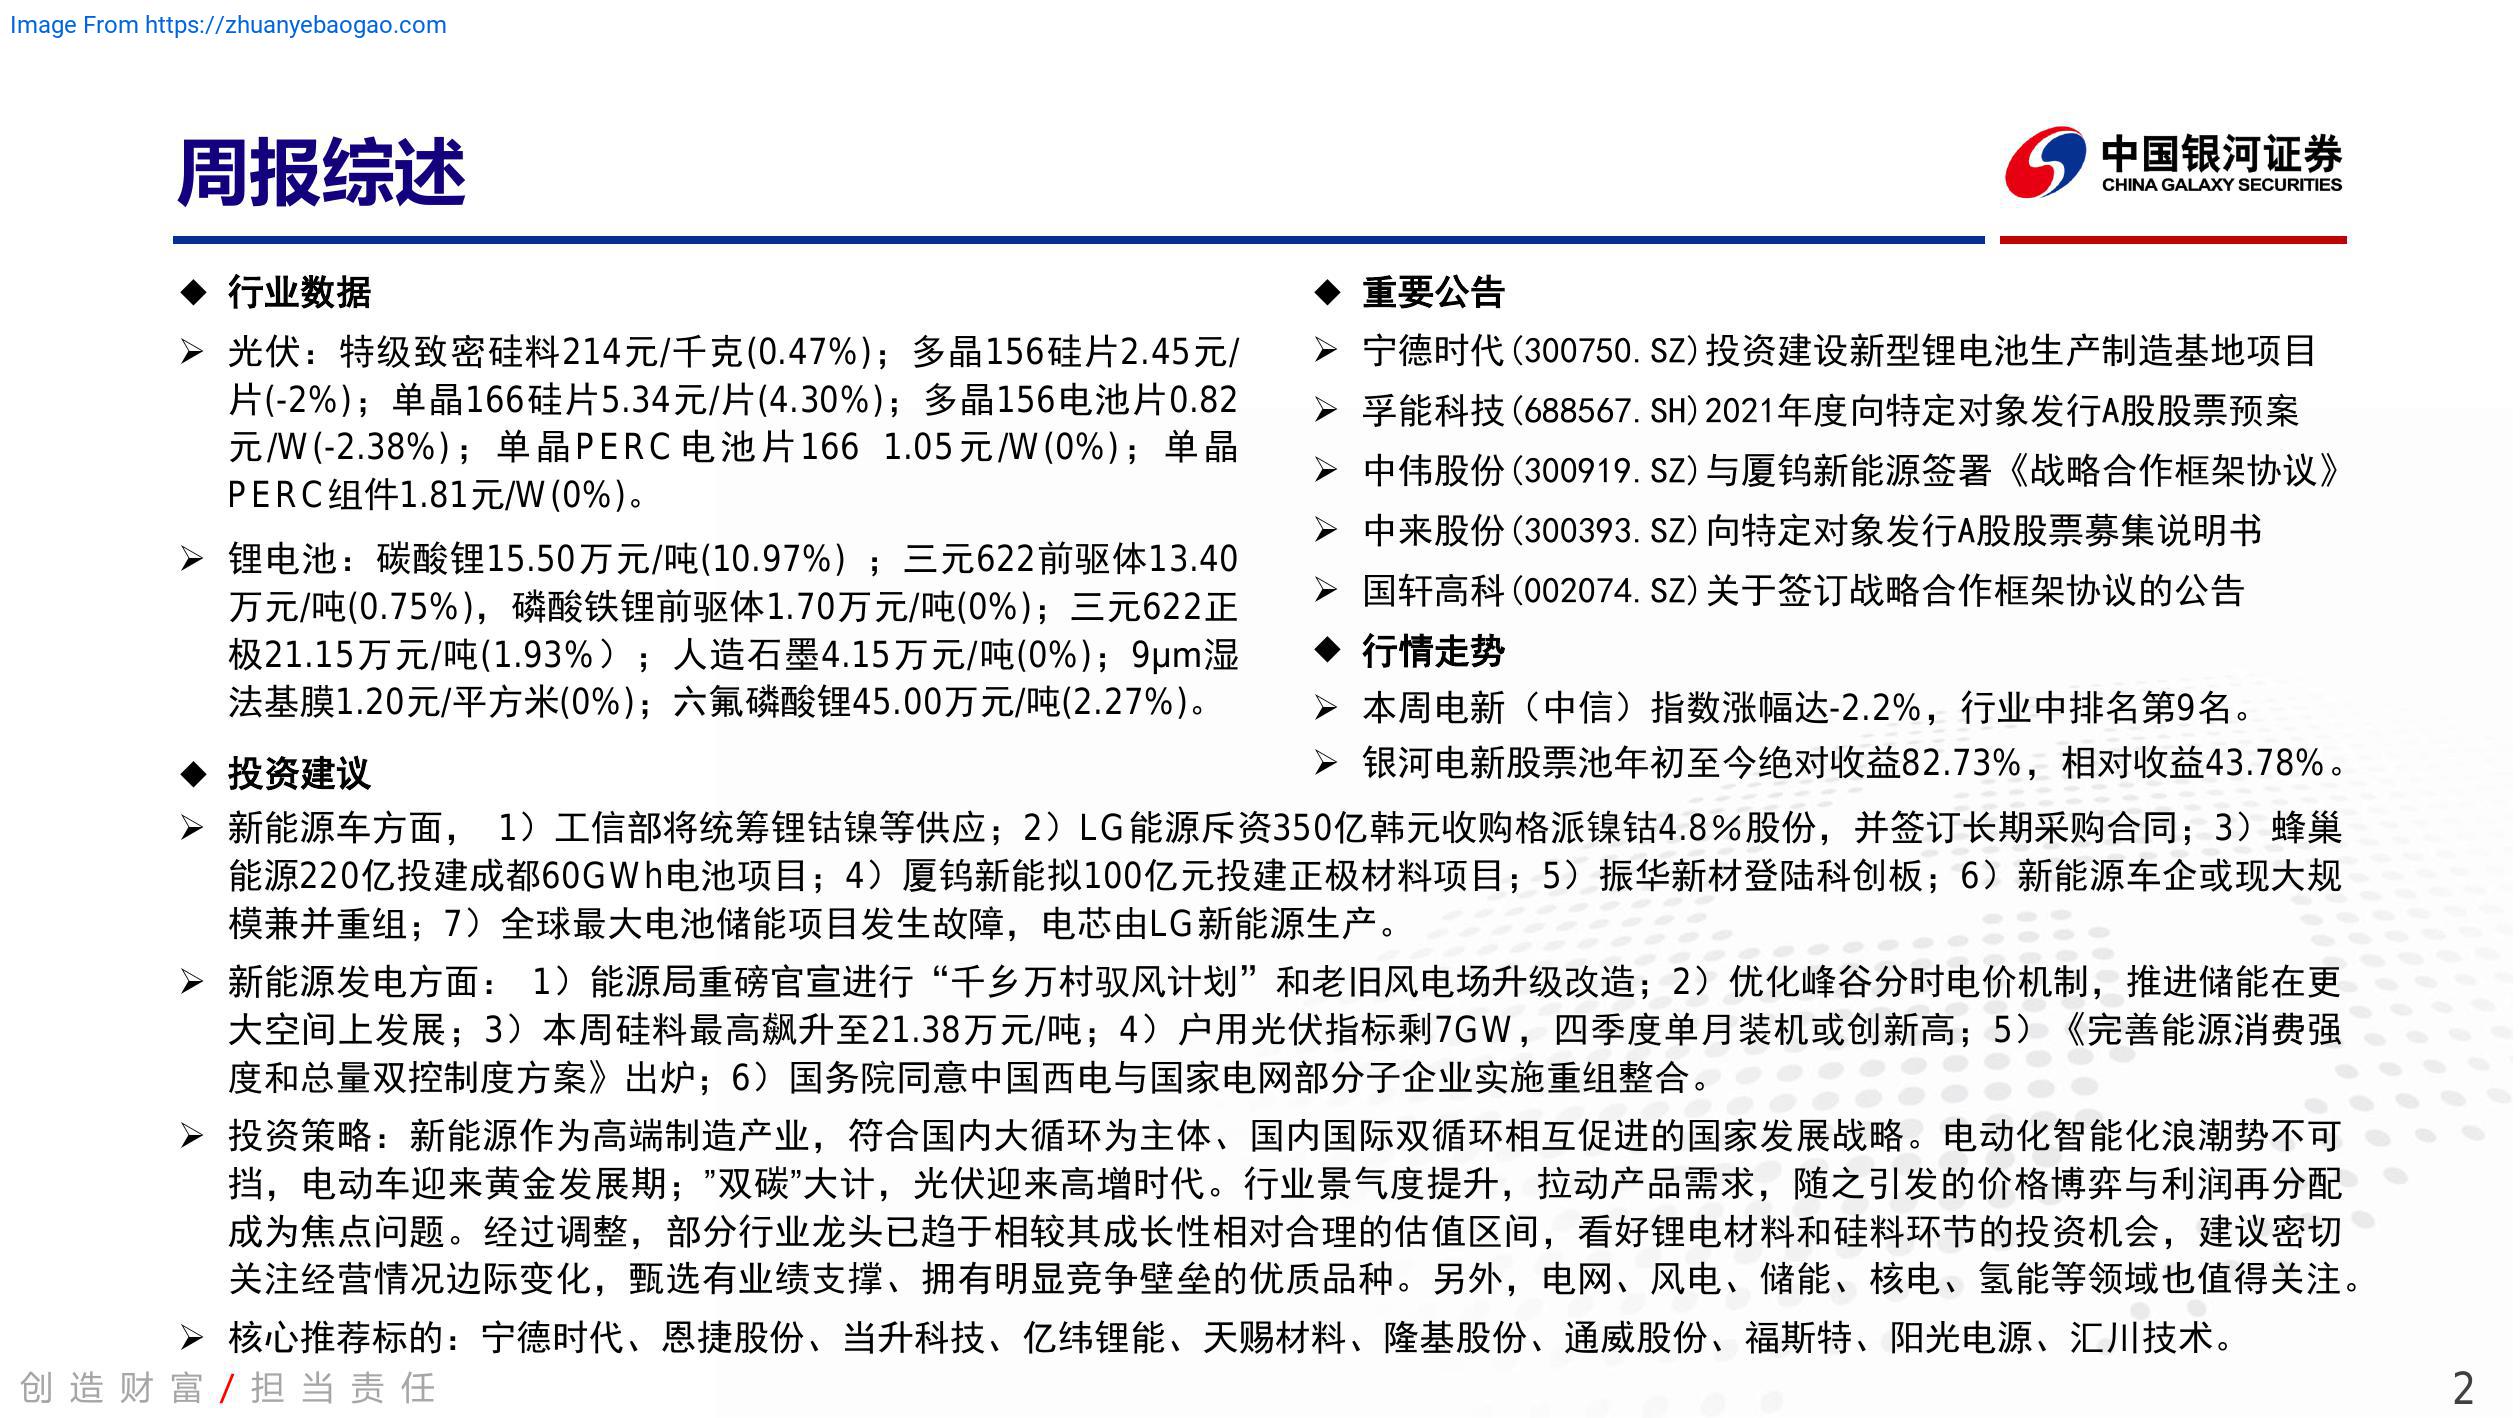 Image From https://zhuanyebaogao.com
周报综述
中国银河证券
CHINA GALAXY SECURITIES
◆ 行业数据
➢ 光伏：特级致密硅料214元/千克(0.47%)；多晶156硅片2.45元/
片(-2%)；单晶166硅片5.34元/片(4.30%)；多晶156电池片0.82
元/W(-2.38%)；单晶PERC电池片166 1.05元/W(0%)；单晶
PERC组件1.81元/W(0%)。
➢ 锂电池：碳酸锂15.50万元/吨(10.97%) ；三元622前驱体13.40
万元/吨(0.75%)，磷酸铁锂前驱体1.70万元/吨(0%)；三元622正
极21.15万元/吨(1.93%）；人造石墨4.15万元/吨(0%)；9μm湿
法基膜1.20元/平方米(0%)；六氟磷酸锂45.00万元/吨(2.27%)。
◆ 重要公告
➢ 宁德时代(300750.SZ)投资建设新型锂电池生产制造基地项目
➢ 孚能科技(688567.SH)2021年度向特定对象发行A股股票预案
➢ 中伟股份(300919.SZ)与厦钨新能源签署《战略合作框架协议》
➢ 中来股份(300393.SZ)向特定对象发行A股股票募集说明书
➢ 国轩高科(002074.SZ)关于签订战略合作框架协议的公告
◆ 行情走势
➢ 本周电新（中信）指数涨幅达-2.2%，行业中排名第9名。
➢ 银河电新股票池年初至今绝对收益82.73%，相对收益43.78%。
◆ 投资建议
➢ 新能源车方面， 1）工信部将统筹锂钴镍等供应；2）LG能源斥资350亿韩元收购格派镍钴4.8%股份，并签订长期采购合同；3）蜂巢
能源220亿投建成都60GWh电池项目；4）厦钨新能拟100亿元投建正极材料项目；5）振华新材登陆科创板；6）新能源车企或现大规
模兼并重组；7）全球最大电池储能项目发生故障，电芯由LG新能源生产。
➢ 新能源发电方面： 1）能源局重磅官宣进行“千乡万村驭风计划”和老旧风电场升级改造；2）优化峰谷分时电价机制，推进储能在更
大空间上发展；3）本周硅料最高飙升至21.38万元/吨；4）户用光伏指标剩7GW，四季度单月装机或创新高；5）《完善能源消费强
度和总量双控制度方案》出炉；6）国务院同意中国西电与国家电网部分子企业实施重组整合。
➢ 投资策略：新能源作为高端制造产业，符合国内大循环为主体、国内国际双循环相互促进的国家发展战略。电动化智能化浪潮势不可
挡，电动车迎来黄金发展期；”双碳”大计，光伏迎来高增时代。行业景气度提升，拉动产品需求，随之引发的价格博弈与利润再分配
成为焦点问题。经过调整，部分行业龙头已趋于相较其成长性相对合理的估值区间，看好锂电材料和硅料环节的投资机会，建议密切
关注经营情况边际变化，甄选有业绩支撑、拥有明显竞争壁垒的优质品种。另外，电网、风电、储能、核电、氢能等领域也值得关注。
➢ 核心推荐标的：宁德时代、恩捷股份、当升科技、亿纬锂能、天赐材料、隆基股份、通威股份、福斯特、阳光电源、汇川技术。
创造财富/担当责任
2